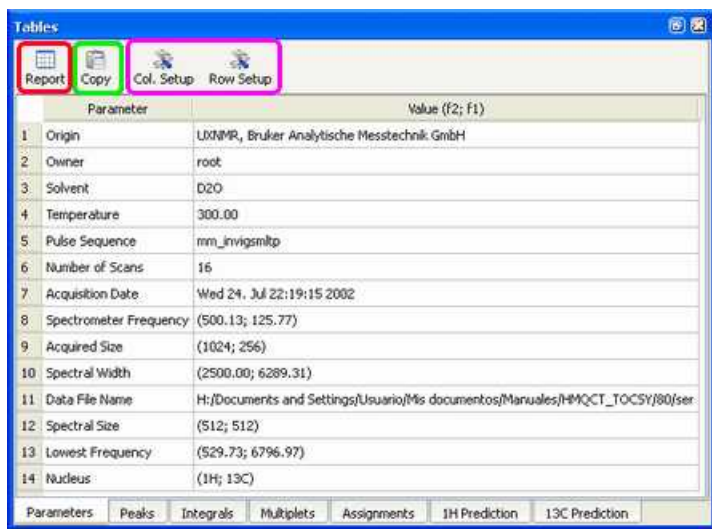 Tables
Report Copy Col. Setup Row Setup
Parameter Value (f2; f1)
1 Origin UXNMR, Bruker Analytische Messtechnik GmbH
2 Owner root
3 Solvent D2O
4 Temperature 300.00
5 Pulse Sequence mm_invigsmltp
6 Number of Scans 16
7 Acquisition Date Wed 24. Jul 22:19:15 2002
8 Spectrometer Frequency (500.13; 125.77)
9 Acquired Size (1024; 256)
10 Spectral Width (2500.00; 6289.31)
11 Data File Name H:/Documents and Settings/Usuario/Mis documentos/Manuales/HMQCT_TOCSY/80/ser
12 Spectral Size (512; 512)
13 Lowest Frequency (529.73; 6796.97)
14 Nucleus (1H; 13C)
Parameters Peaks Integrals Multiplets Assignments 1H Prediction 13C Prediction